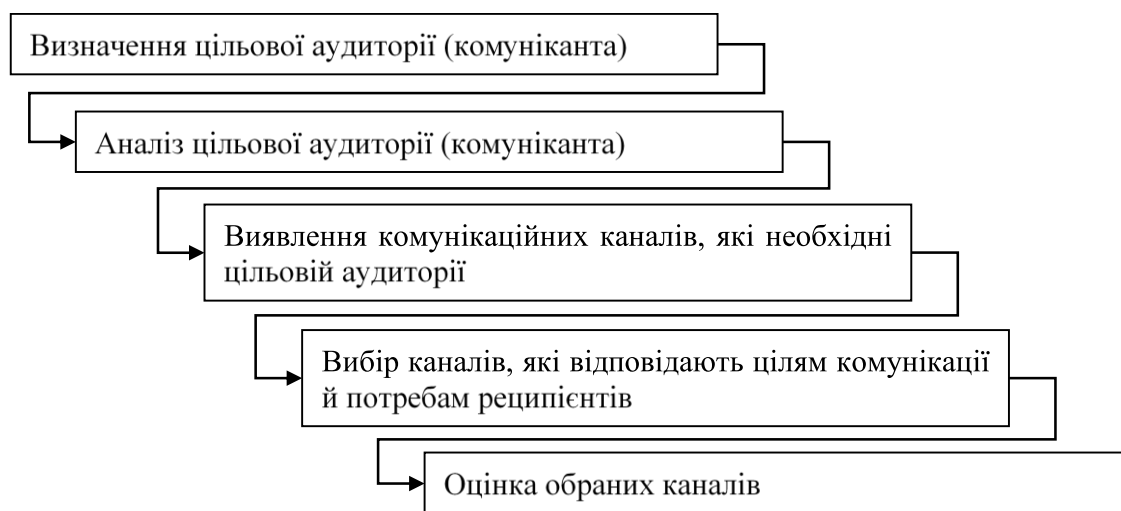 Визначення цільової аудиторії (комуніканта)
Аналіз цільової аудиторії (комуніканта)
Виявлення комунікаційних каналів, які необхідні
цільовій аудиторії
Вибір каналів, які відповідають цілям комунікації
й потребам реципієнтів
Оцінка обраних каналів